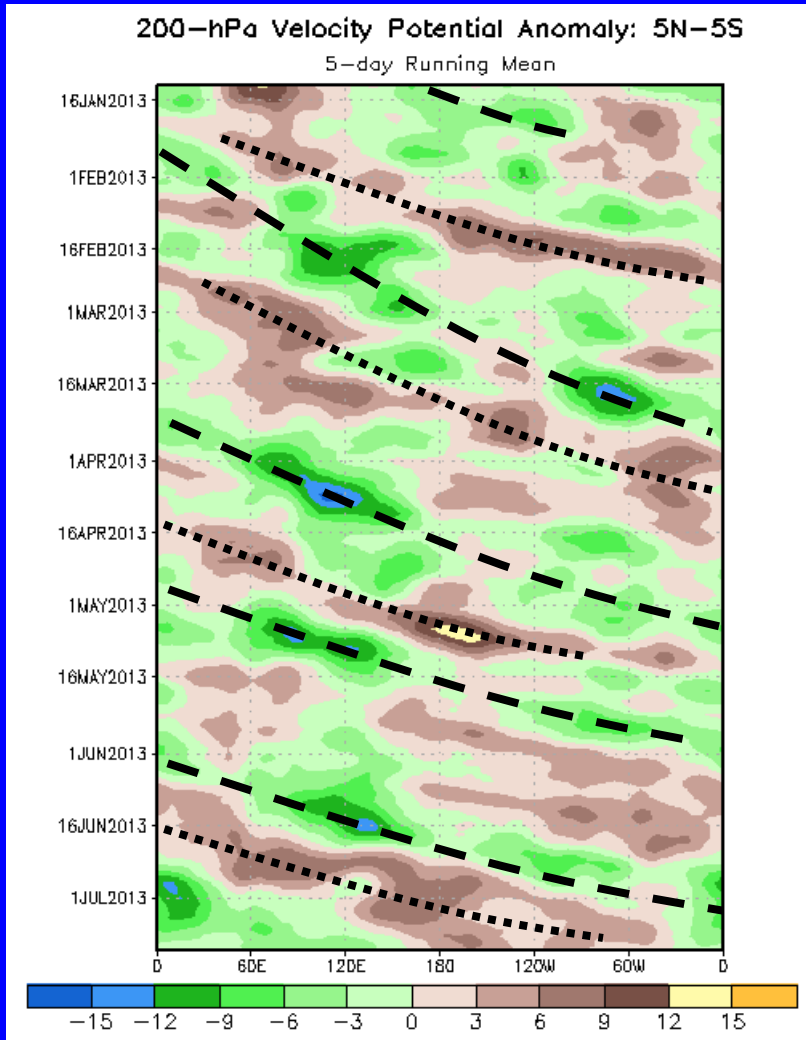 200-hPa Velocity Potential Anomaly: 5N-5S
5-day Running Mean
16JAN2013
1FEB2013
16FEB2013
1MAR2013
16MAR2013
1APR2013
16APR2013
1MAY2013
16MAY2013
1JUN2013
16JUN2013
1JUL2013
0 60E 120E 180 120W 60W 0
-15 -12 -9 -6 -3 0 3 6 9 12 15